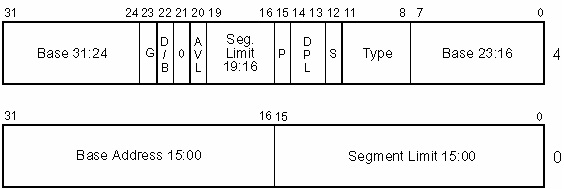 31 24 23 22 21 20 19 16 15 14 13 12 11 8 7 0
Base 31:24 G D/B 0 AVL Seg. Limit 19:16 P DPL S Type Base 23:16 4
31 16 15 0
Base Address 15:00 Segment Limit 15:00 0